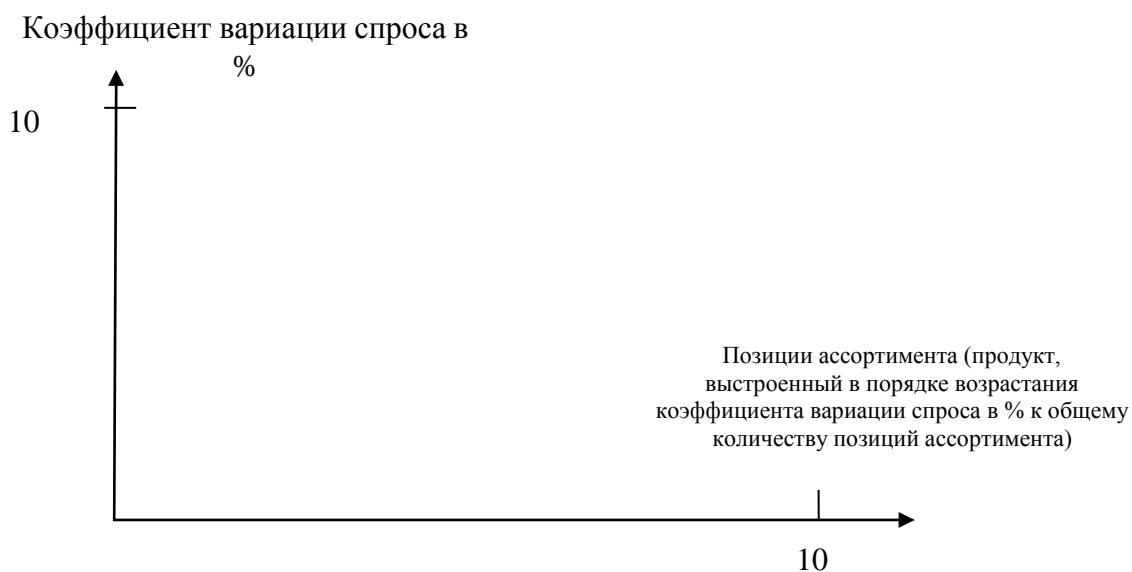 Коэффициент вариации спроса в
%
10
Позиции ассортимента (продукт,
выстроенный в порядке возрастания
коэффициента вариации спроса в % к общему
количеству позиций ассортимента)
10